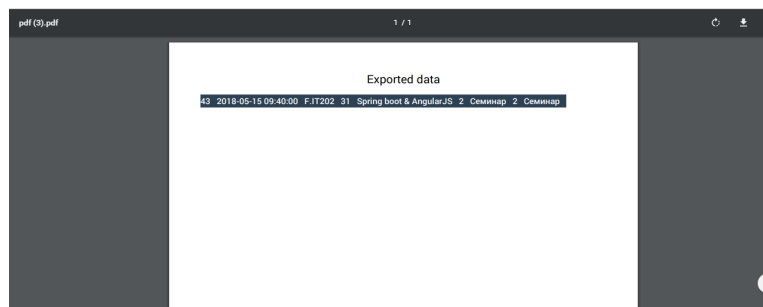 pdf (3).pdf 1 / 1
Exported data
43 2018-05-15 09:40:00 F.IT202 31 Spring boot & AngularJS 2 Семинар 2 Семинар